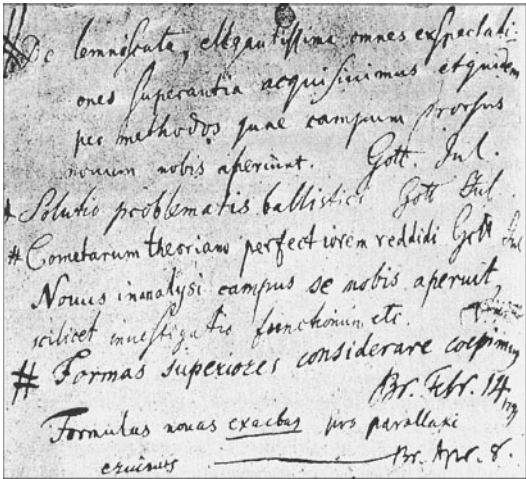 # De lemniscata, elegantissima omnes exspectati-
ones superantia acquisivimus et quidem
per methodos quae campum prorsus
novum nobis aperiunt. Gott. Jul.
* Solutio problematis ballistici Gott Jul
# Cometarum theoriam perfectiorem reddidi Gott Jul
Novus in analysi campus se nobis aperuit,
scilicet investigatio functionum etc.
# Formas superiores considerare coepimus
Br. Febr. 14
Formulas novas exactas pro parallaxi
eruimus Br. Apr. 8.